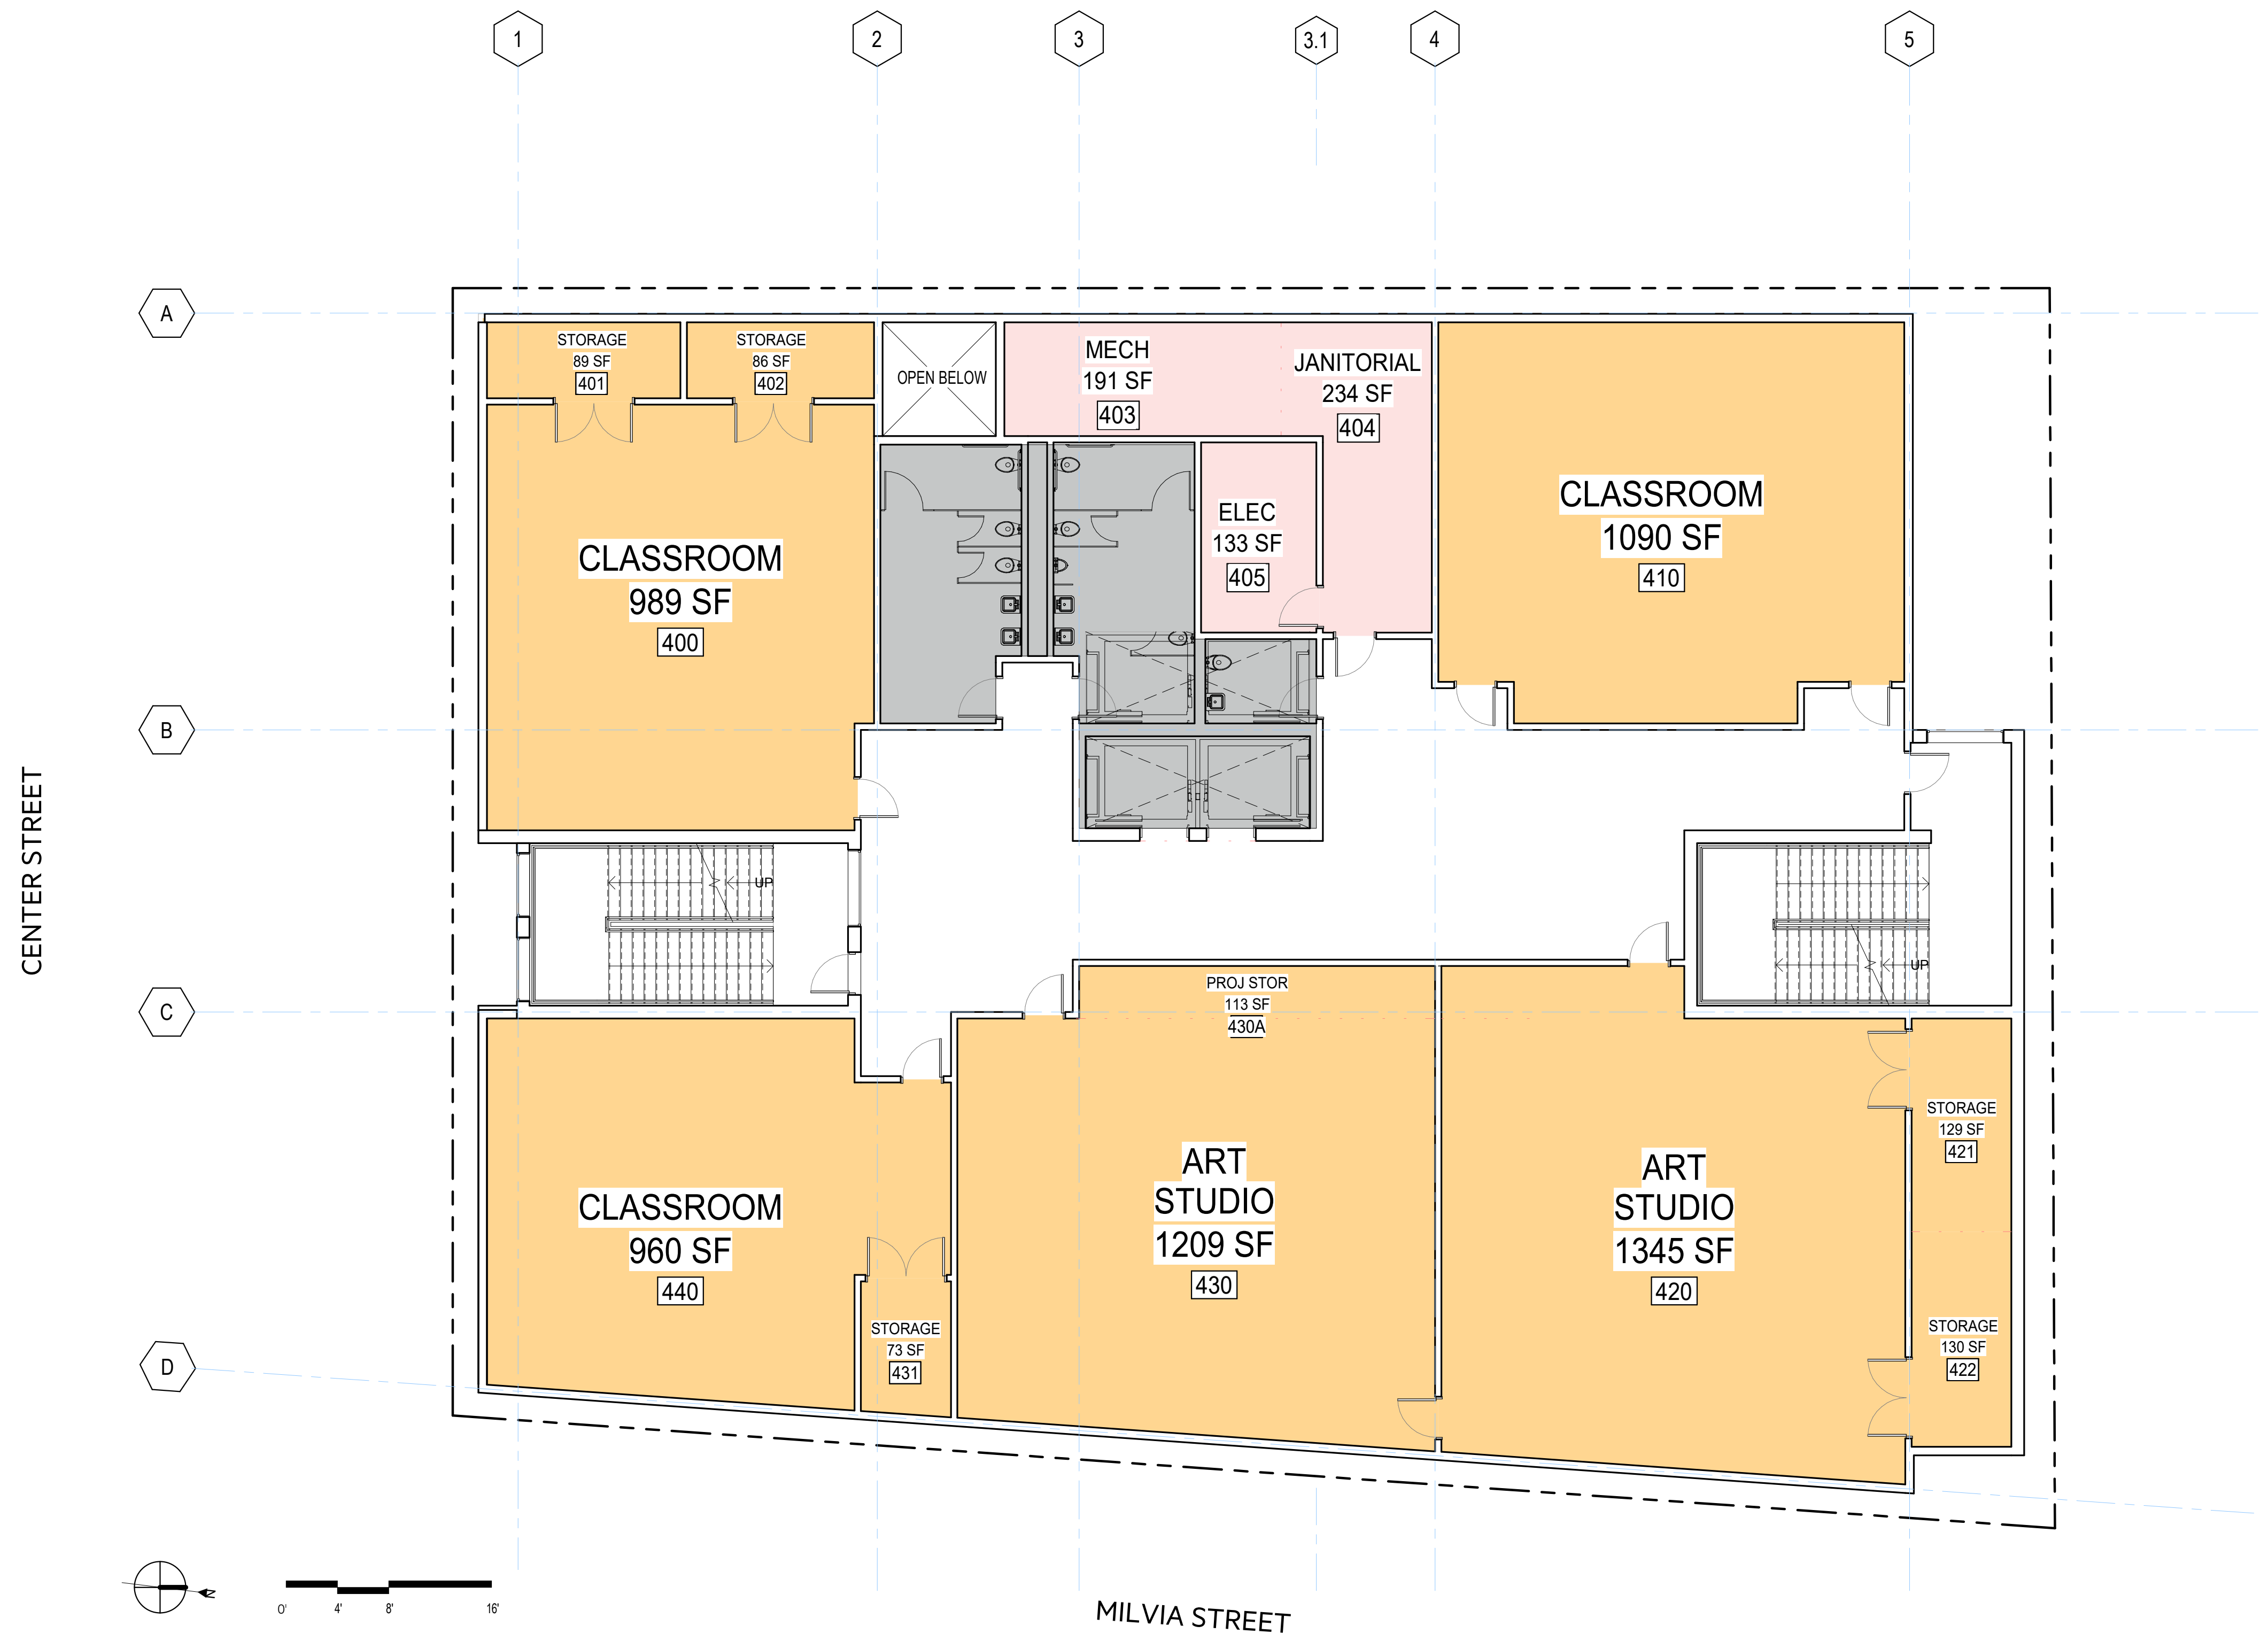 1
2
3
3.1
4
5
A
STORAGE
89 SF
401
STORAGE
86 SF
402
OPEN BELOW
MECH
191 SF
403
JANITORIAL
234 SF
404
CLASSROOM
989 SF
400
ELEC
133 SF
405
CLASSROOM
1090 SF
410
B
CENTER STREET
UP
UP
C
PROJ STOR
113 SF
430A
CLASSROOM
960 SF
440
STORAGE
73 SF
431
ART
STUDIO
1209 SF
430
ART
STUDIO
1345 SF
420
STORAGE
129 SF
421
STORAGE
130 SF
422
D
N
O'
4'
8'
16'
MILVIA STREET